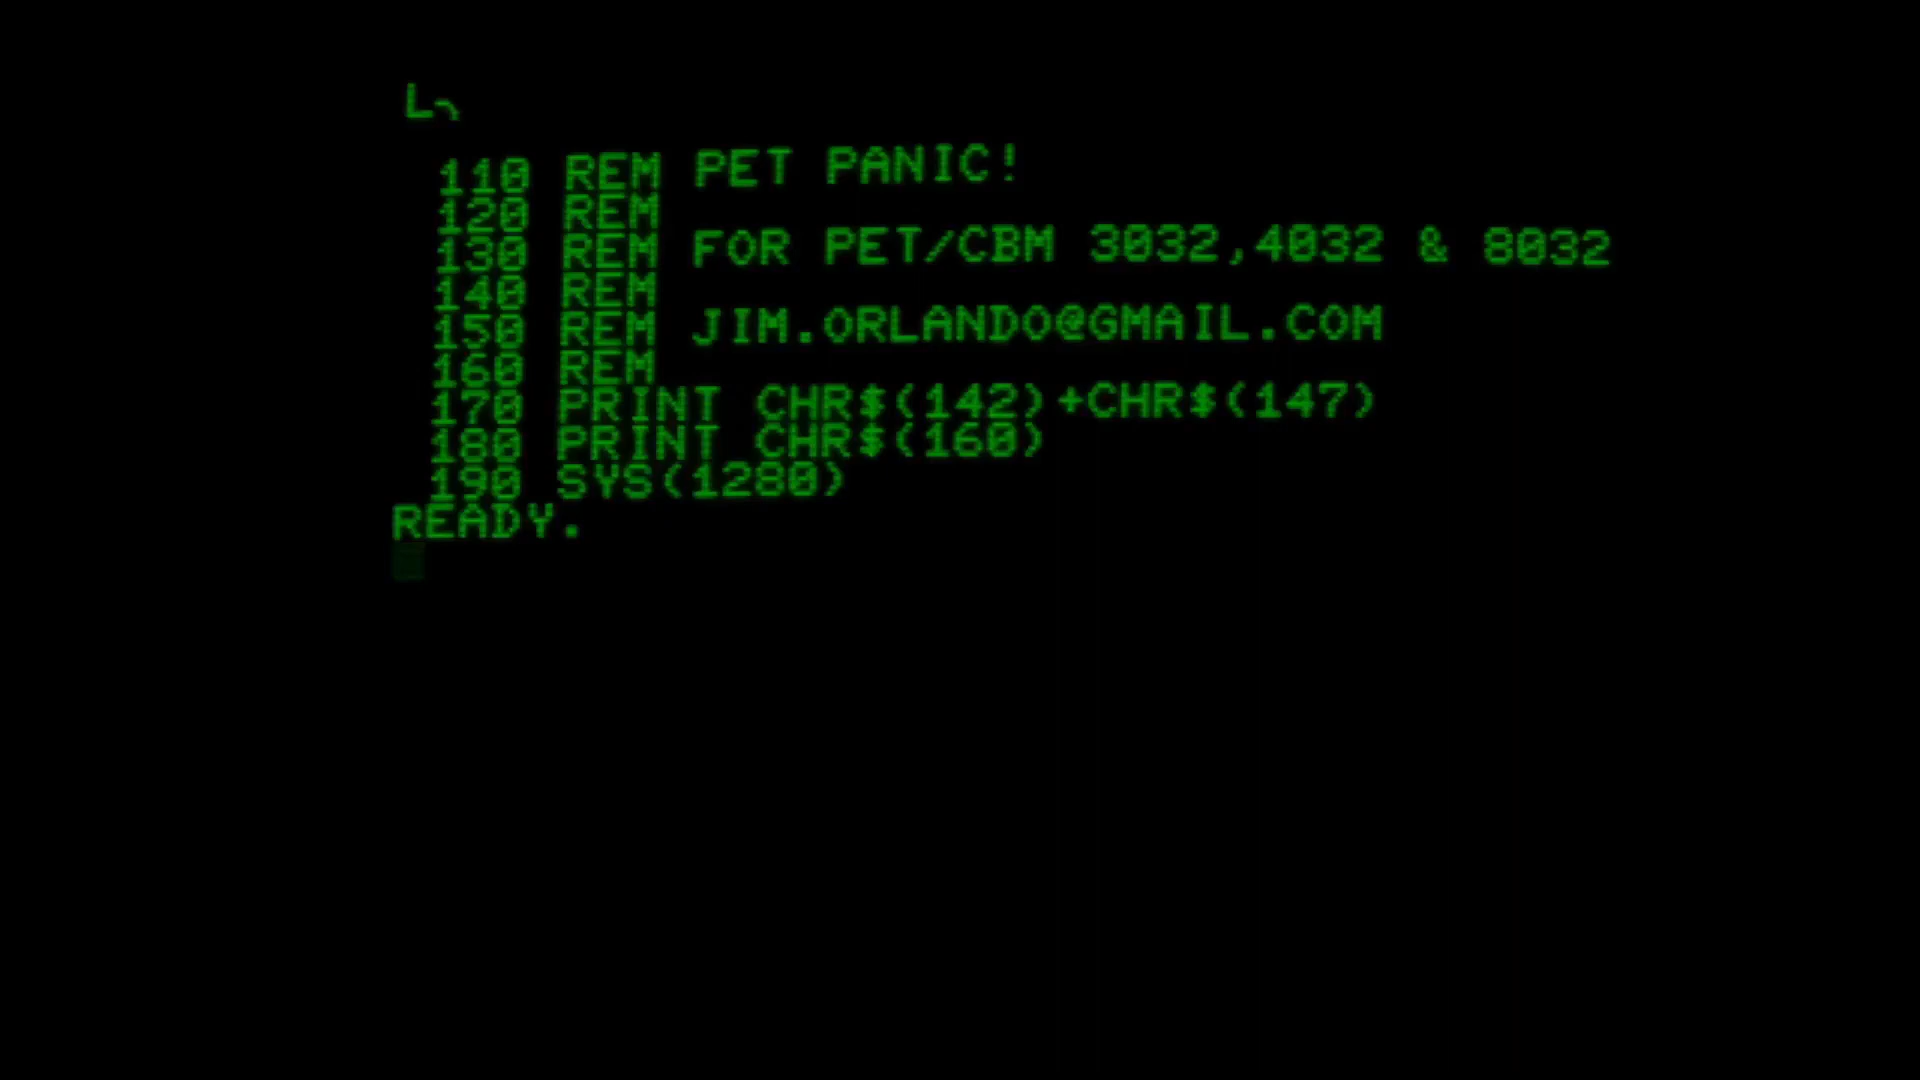 L╮
110 REM PET PANIC!
120 REM
130 REM FOR PET/CBM 3032,4032 & 8032
140 REM
150 REM JIM.ORLANDO@GMAIL.COM
160 REM
170 PRINT CHR$(142)+CHR$(147)
180 PRINT CHR$(160)
190 SYS(1280)
READY.